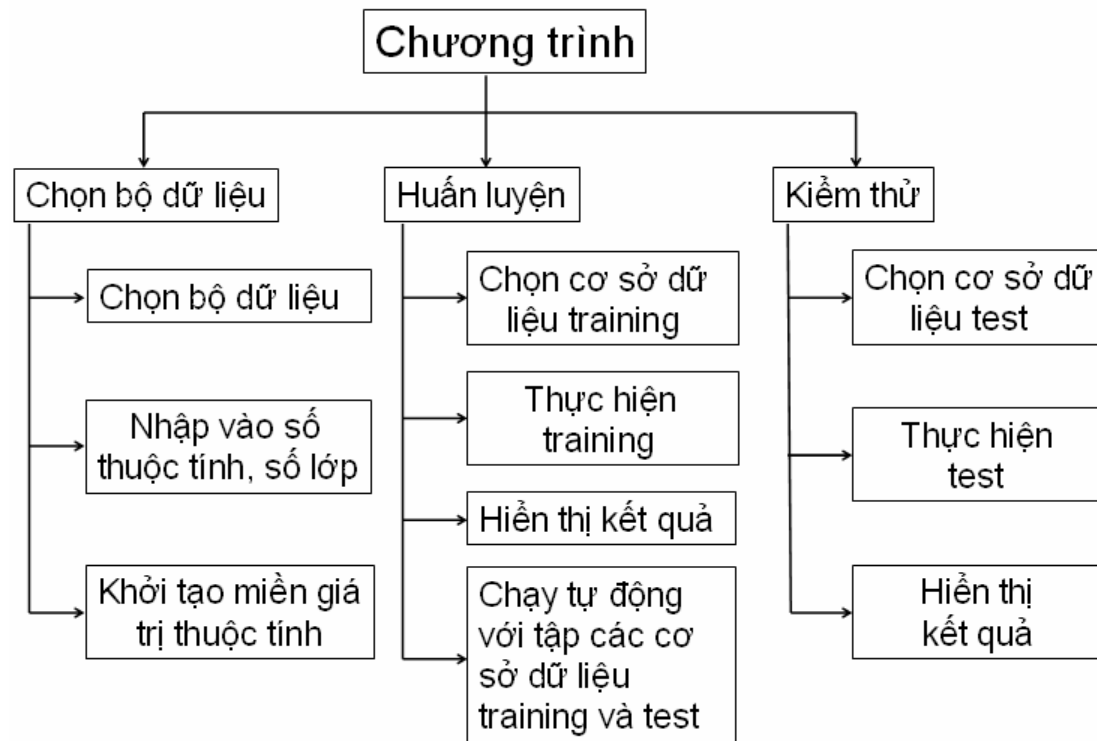 Chương trình
Chọn bộ dữ liệu
Huấn luyện
Kiểm thử
Chọn bộ dữ liệu
Nhập vào số
thuộc tính, số lớp
Khởi tạo miền giá
trị thuộc tính
Chọn cơ sở dữ
liệu training
Thực hiện
training
Hiển thị kết quả
Chạy tự động
với tập các cơ
sở dữ liệu
training và test
Chọn cơ sở dữ
liệu test
Thực hiện
test
Hiển thị
kết quả